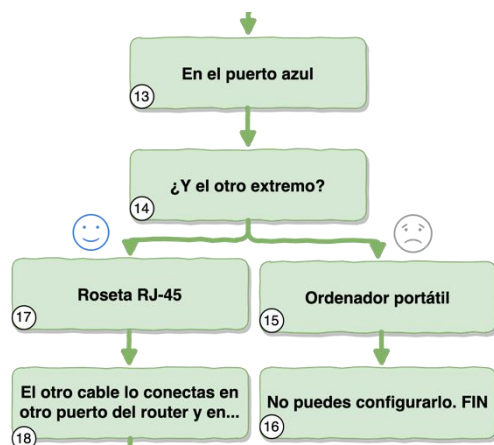 En el puerto azul
13
¿Y el otro extremo?
14
Roseta RJ-45
17
Ordenador portátil
15
El otro cable lo conectas en
otro puerto del router y en...
18
No puedes configurarlo. FIN
16